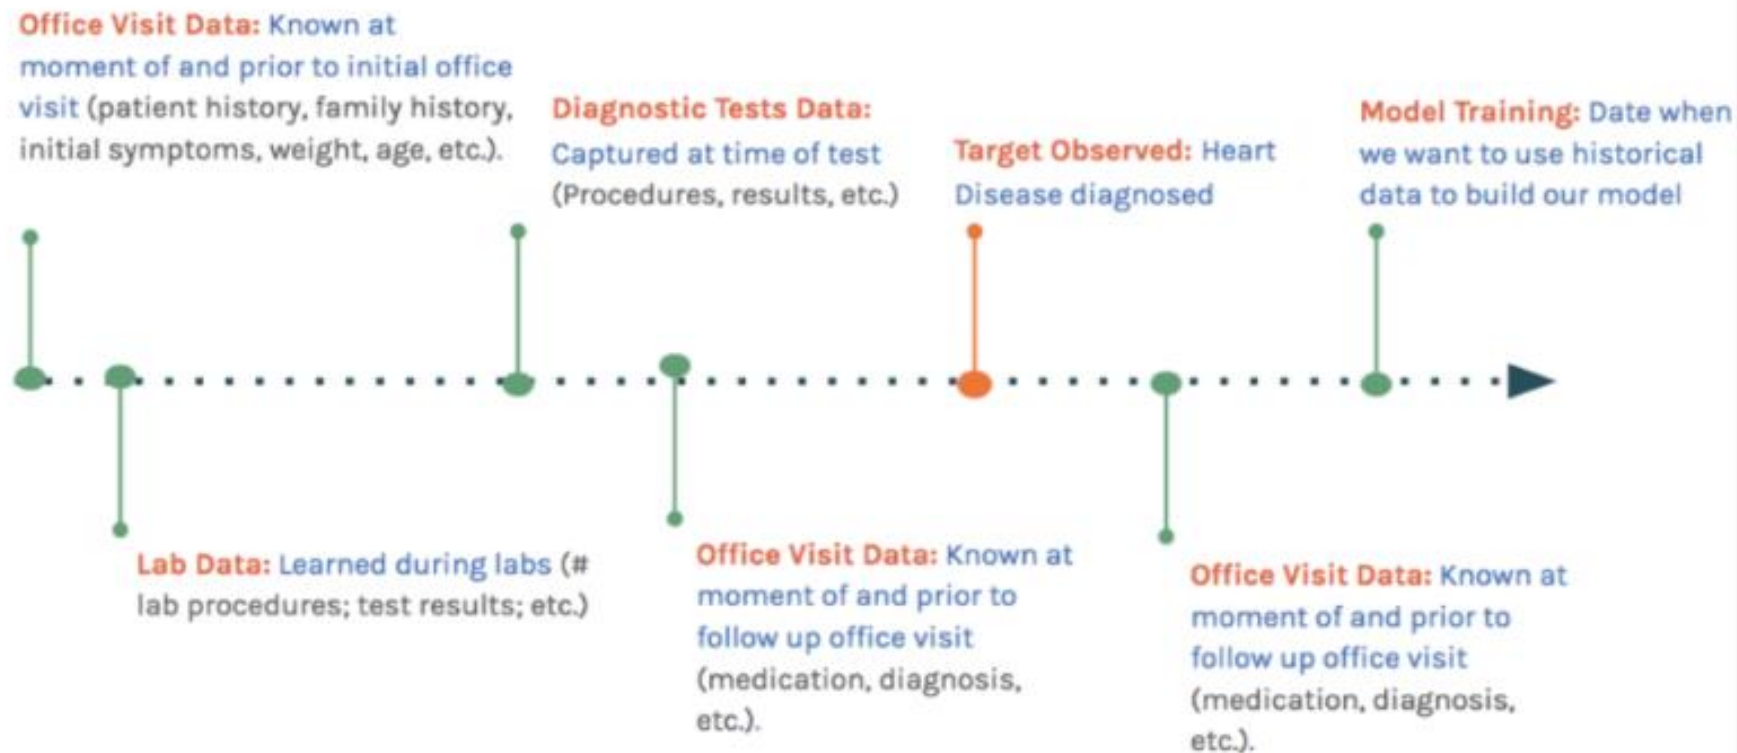 Office Visit Data: Known at
moment of and prior to initial office
visit (patient history, family history,
initial symptoms, weight, age, etc.).
Diagnostic Tests Data:
Captured at time of test
(Procedures, results, etc.)
Target Observed: Heart
Disease diagnosed
Model Training: Date when
we want to use historical
data to build our model
Lab Data: Learned during labs (#
lab procedures; test results; etc.)
Office Visit Data: Known at
moment of and prior to
follow up office visit
(medication, diagnosis,
etc.).
Office Visit Data: Known at
moment of and prior to
follow up office visit
(medication, diagnosis,
etc.).